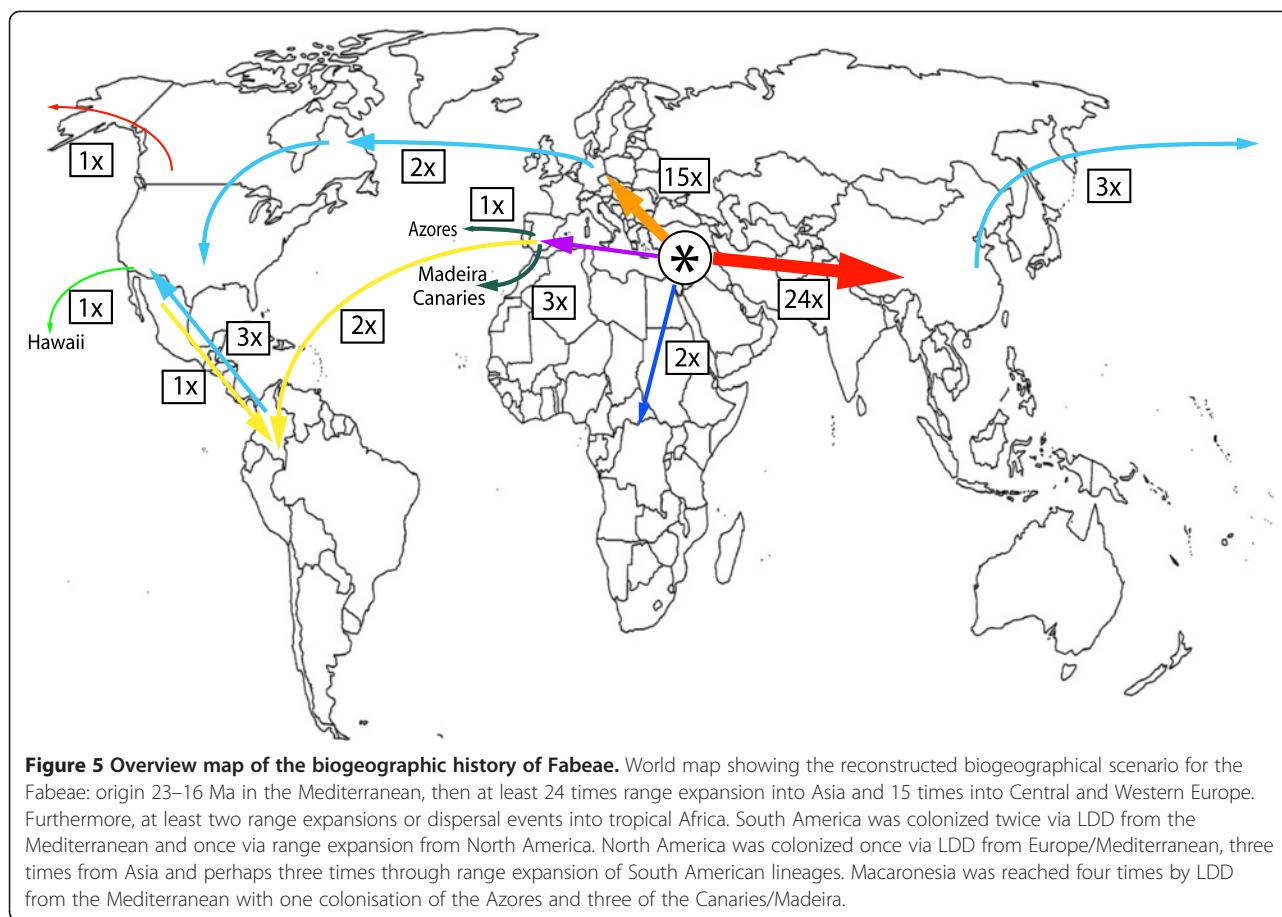 1x
2x
15x
3x
1x
Azores
*
Madeira
Canaries
24x
1x
Hawaii
3x
2x
3x
2x
1x
Figure 5 Overview map of the biogeographic history of Fabeae. World map showing the reconstructed biogeographical scenario for the
Fabeae: origin 23–16 Ma in the Mediterranean, then at least 24 times range expansion into Asia and 15 times into Central and Western Europe.
Furthermore, at least two range expansions or dispersal events into tropical Africa. South America was colonized twice via LDD from the
Mediterranean and once via range expansion from North America. North America was colonized once via LDD from Europe/Mediterranean, three
times from Asia and perhaps three times through range expansion of South American lineages. Macaronesia was reached four times by LDD
from the Mediterranean with one colonisation of the Azores and three of the Canaries/Madeira.